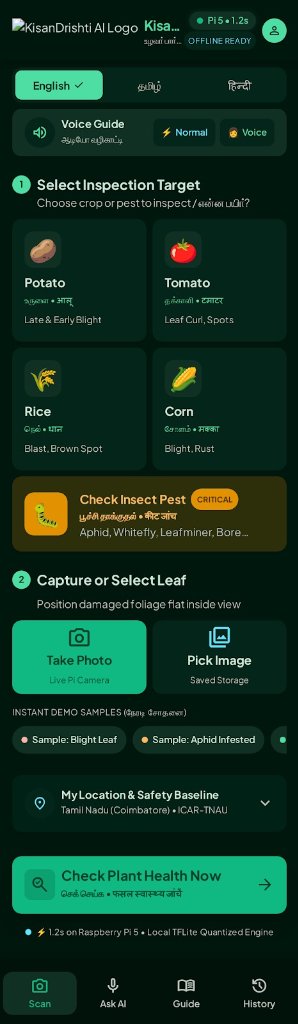 KisanDrishti AI Logo
Kisa...
Pi 5 • 1.2s
OFFLINE READY
English ✓
தமிழ்
हिन्दी
Voice Guide
ஆடியோ வழிகாட்டி
⚡ Normal
Voice
1 Select Inspection Target
Choose crop or pest to inspect / என்ன பயிர்?
Potato
உருளை • आलू
Late & Early Blight
Tomato
தக்காளி • टमाटर
Leaf Curl, Spots
Rice
நெல் • धान
Blast, Brown Spot
Corn
சோளம் • मक्का
Blight, Rust
Check Insect Pest CRITICAL
பூச்சி தாக்குதல் • कीट जांच
Aphid, Whitefly, Leafminer, Bore...
2 Capture or Select Leaf
Position damaged foliage flat inside view
Take Photo
Live Pi Camera
Pick Image
Saved Storage
INSTANT DEMO SAMPLES (நேரடி சோதனை)
Sample: Blight Leaf
Sample: Aphid Infested
My Location & Safety Baseline
Tamil Nadu (Coimbatore) • ICAR-TNAU
Check Plant Health Now
செக் செய்க • फसल स्वास्थ्य जांचें
⚡ 1.2s on Raspberry Pi 5 • Local TFLite Quantized Engine
Scan
Ask AI
Guide
History